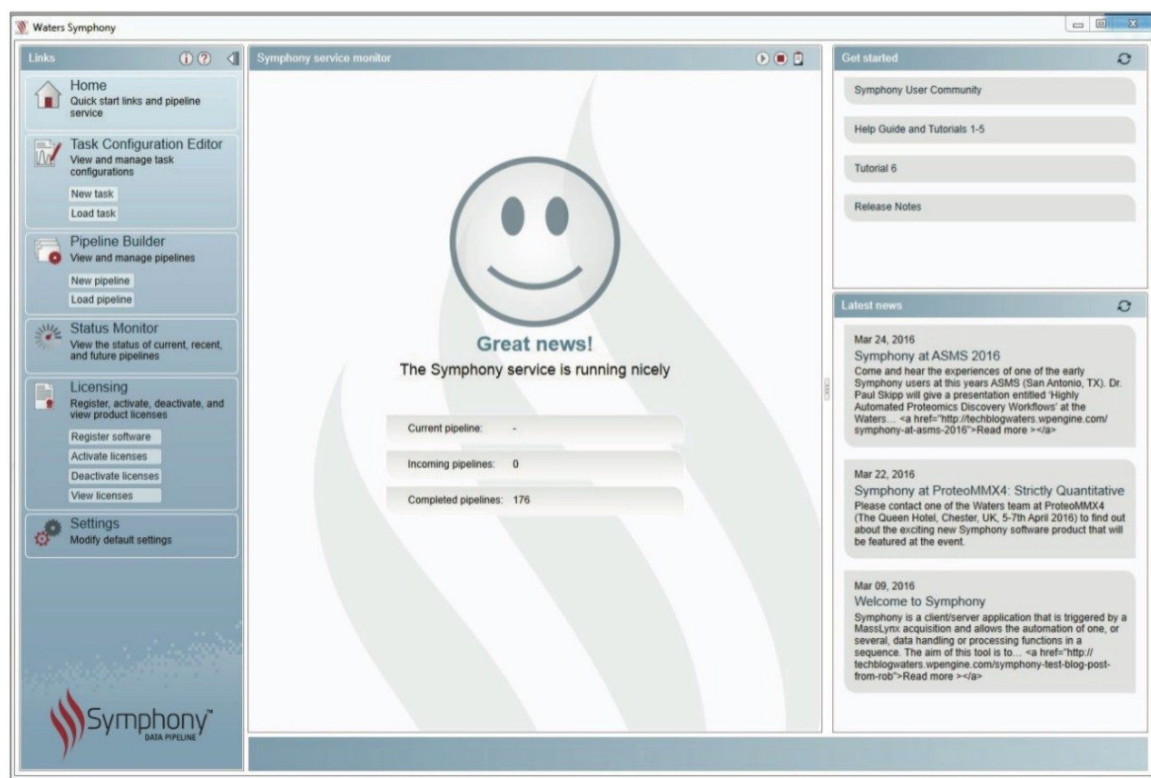 Waters Symphony
Links
Home
Quick start links and pipeline
service
Task Configuration Editor
View and manage task
configurations
New task
Load task
Pipeline Builder
View and manage pipelines
New pipeline
Load pipeline
Status Monitor
View the status of current, recent,
and future pipelines
Licensing
Register, activate, deactivate, and
view product licenses
Register software
Activate licenses
Deactivate licenses
View licenses
Settings
Modify default settings
Symphony™
DATA PIPELINE
Symphony service monitor
Great news!
The Symphony service is running nicely
Current pipeline: -
Incoming pipelines: 0
Completed pipelines: 176
Get started
Symphony User Community
Help Guide and Tutorials 1-5
Tutorial 6
Release Notes
Latest news
Mar 24, 2016
Symphony at ASMS 2016
Come and hear the experiences of one of the early
Symphony users at this years ASMS (San Antonio, TX). Dr.
Paul Skipp will give a presentation entitled 'Highly
Automated Proteomics Discovery Workflows' at the
Waters... <a href="http://techblogwaters.wpengine.com/
symphony-at-asms-2016">Read more ></a>
Mar 22, 2016
Symphony at ProteoMMX4: Strictly Quantitative
Please contact one of the Waters team at ProteoMMX4
(The Queen Hotel, Chester, UK, 5-7th April 2016) to find out
about the exciting new Symphony software product that will
be featured at the event.
Mar 09, 2016
Welcome to Symphony
Symphony is a client/server application that is triggered by a
MassLynx acquisition and allows the automation of one, or
several, data handling or processing functions in a
sequence. The aim of this tool is to... <a href="http://
techblogwaters.wpengine.com/symphony-test-blog-post-
from-rob">Read more ></a>